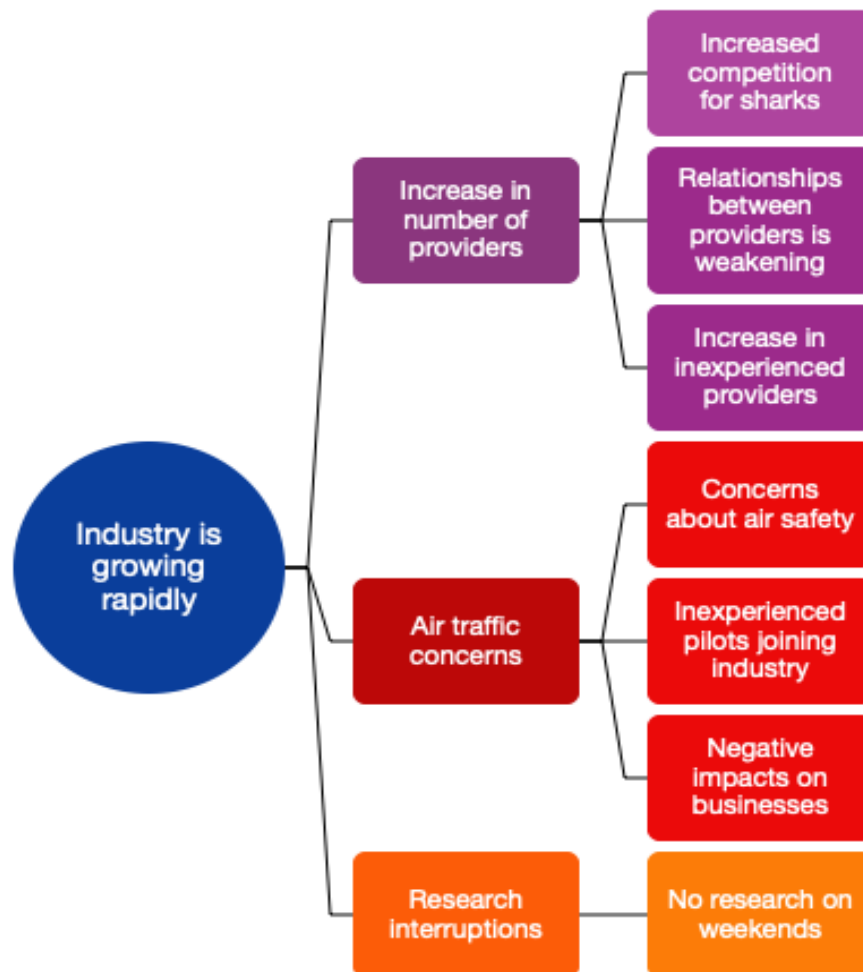 Industry is
growing
rapidly
Increase in
number of
providers
Increased
competition
for sharks
Relationships
between
providers is
weakening
Increase in
inexperienced
providers
Air traffic
concerns
Concerns
about air safety
Inexperienced
pilots joining
industry
Negative
impacts on
businesses
Research
interruptions
No research on
weekends